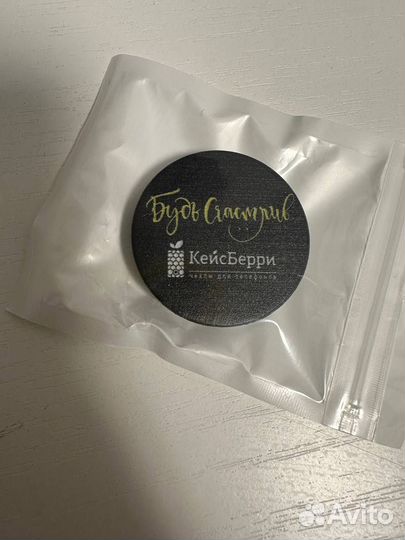 Будь Счастлив
КейсБерри
чехлы для телефонов
Avito